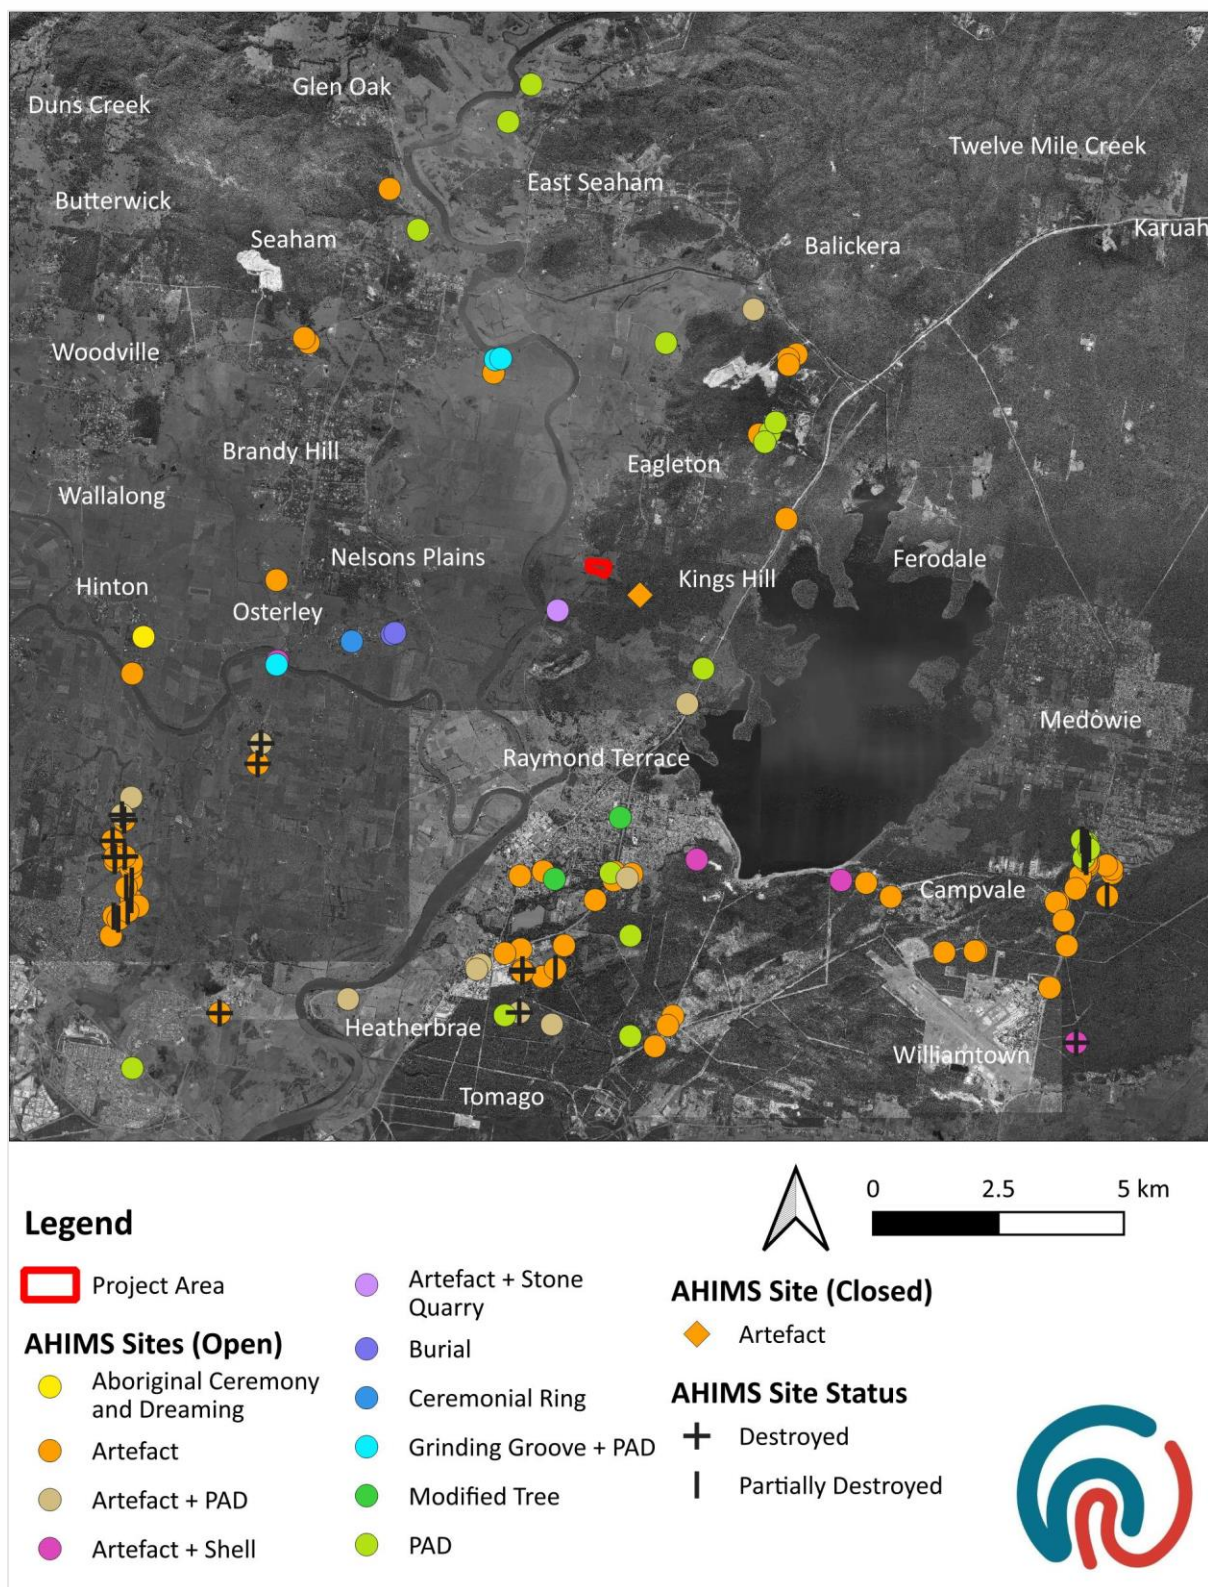 Glen Oak
Duns Creek
Twelve Mile Creek
East Seaham
Butterwick
Karuah
Seaham
Balickera
Woodville
Brandy Hill
Eagleton
Wallalong
Nelsons Plains
Ferodale
Kings Hill
Hinton
Osterley
Medowie
Raymond Terrace
Campvale
Heatherbrae
Williamtown
Tomago
0 2.5 5 km
Legend
Project Area
AHIMS Sites (Open)
Aboriginal Ceremony
and Dreaming
Artefact
Artefact + PAD
Artefact + Shell
Artefact + Stone
Quarry
Burial
Ceremonial Ring
Grinding Groove + PAD
Modified Tree
PAD
AHIMS Site (Closed)
Artefact
AHIMS Site Status
Destroyed
Partially Destroyed